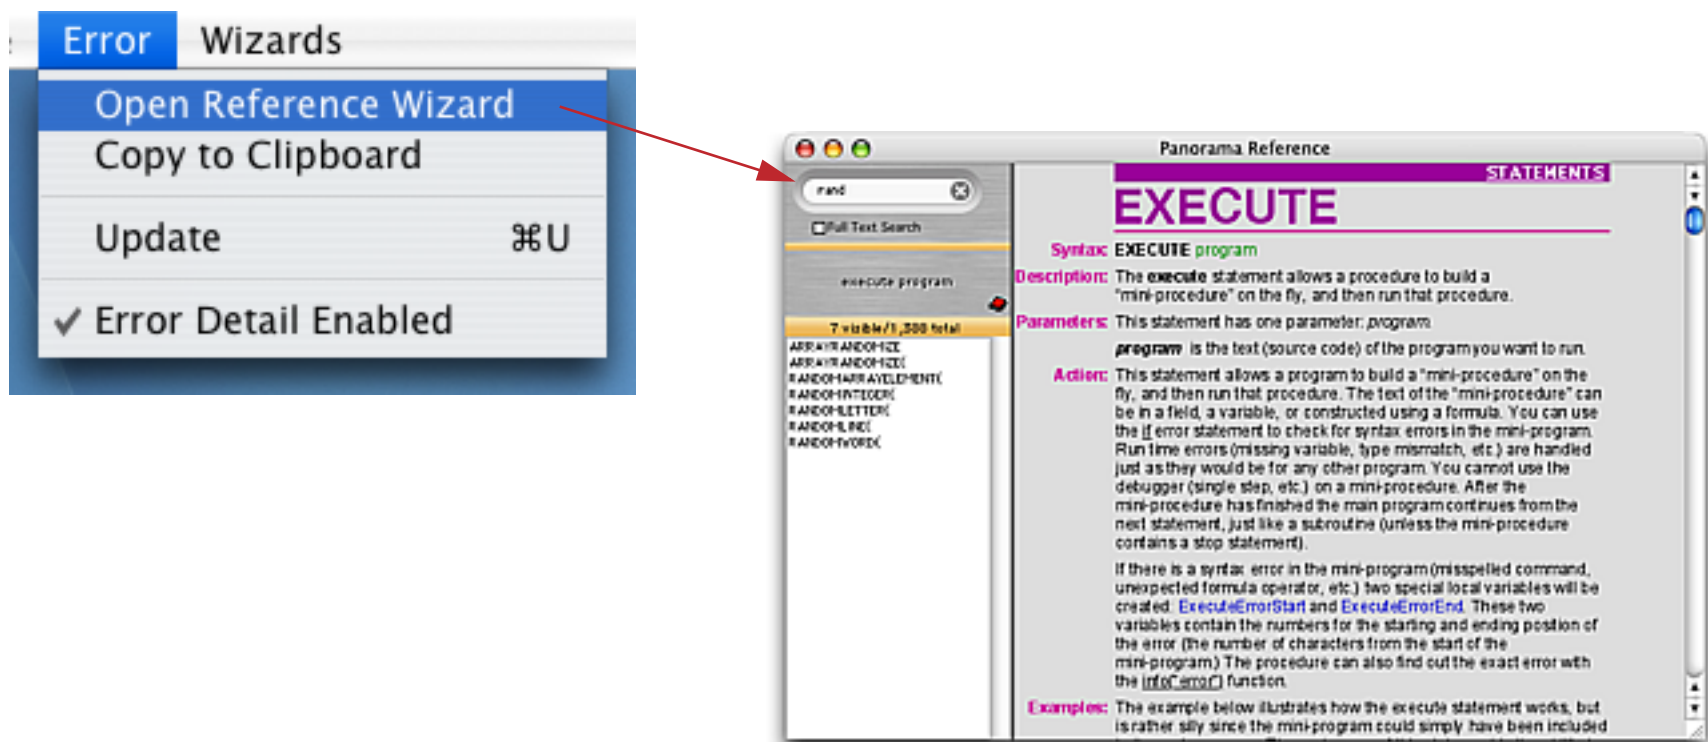 Error Wizards
Open Reference Wizard
Copy to Clipboard
Update ⌘U
✓ Error Detail Enabled
Panorama Reference
rand
Full Text Search
execute program
7 visible/1,388 total
ARRAYRANDOMIZE
ARRAYRANDOMIZE(
RANDOMARRAYELEMENT(
RANDOMINTEGER(
RANDOMLETTER(
RANDOMLINE(
RANDOMWORD(
STATEMENTS
EXECUTE
Syntax: EXECUTE program
Description: The execute statement allows a procedure to build a
"mini-procedure" on the fly, and then run that procedure.
Parameters: This statement has one parameter: program.
program is the text (source code) of the program you want to run.
Action: This statement allows a program to build a "mini-procedure" on the
fly, and then run that procedure. The text of the "mini-procedure" can
be in a field, a variable, or constructed using a formula. You can use
the if error statement to check for syntax errors in the mini-program.
Run time errors (missing variable, type mismatch, etc.) are handled
just as they would be for any other program. You cannot use the
debugger (single step, etc.) on a mini-procedure. After the
mini-procedure has finished the main program continues from the
next statement, just like a subroutine (unless the mini-procedure
contains a stop statement).
If there is a syntax error in the mini-program (misspelled command,
unexpected formula operator, etc.) two special local variables will be
created: ExecuteErrorStart and ExecuteErrorEnd. These two
variables contain the numbers for the starting and ending position of
the error (the number of characters from the start of the
mini-program.) The procedure can also find out the exact error with
the info("error") function.
Examples: The example below illustrates how the execute statement works, but
is rather silly since the mini-program could simply have been included